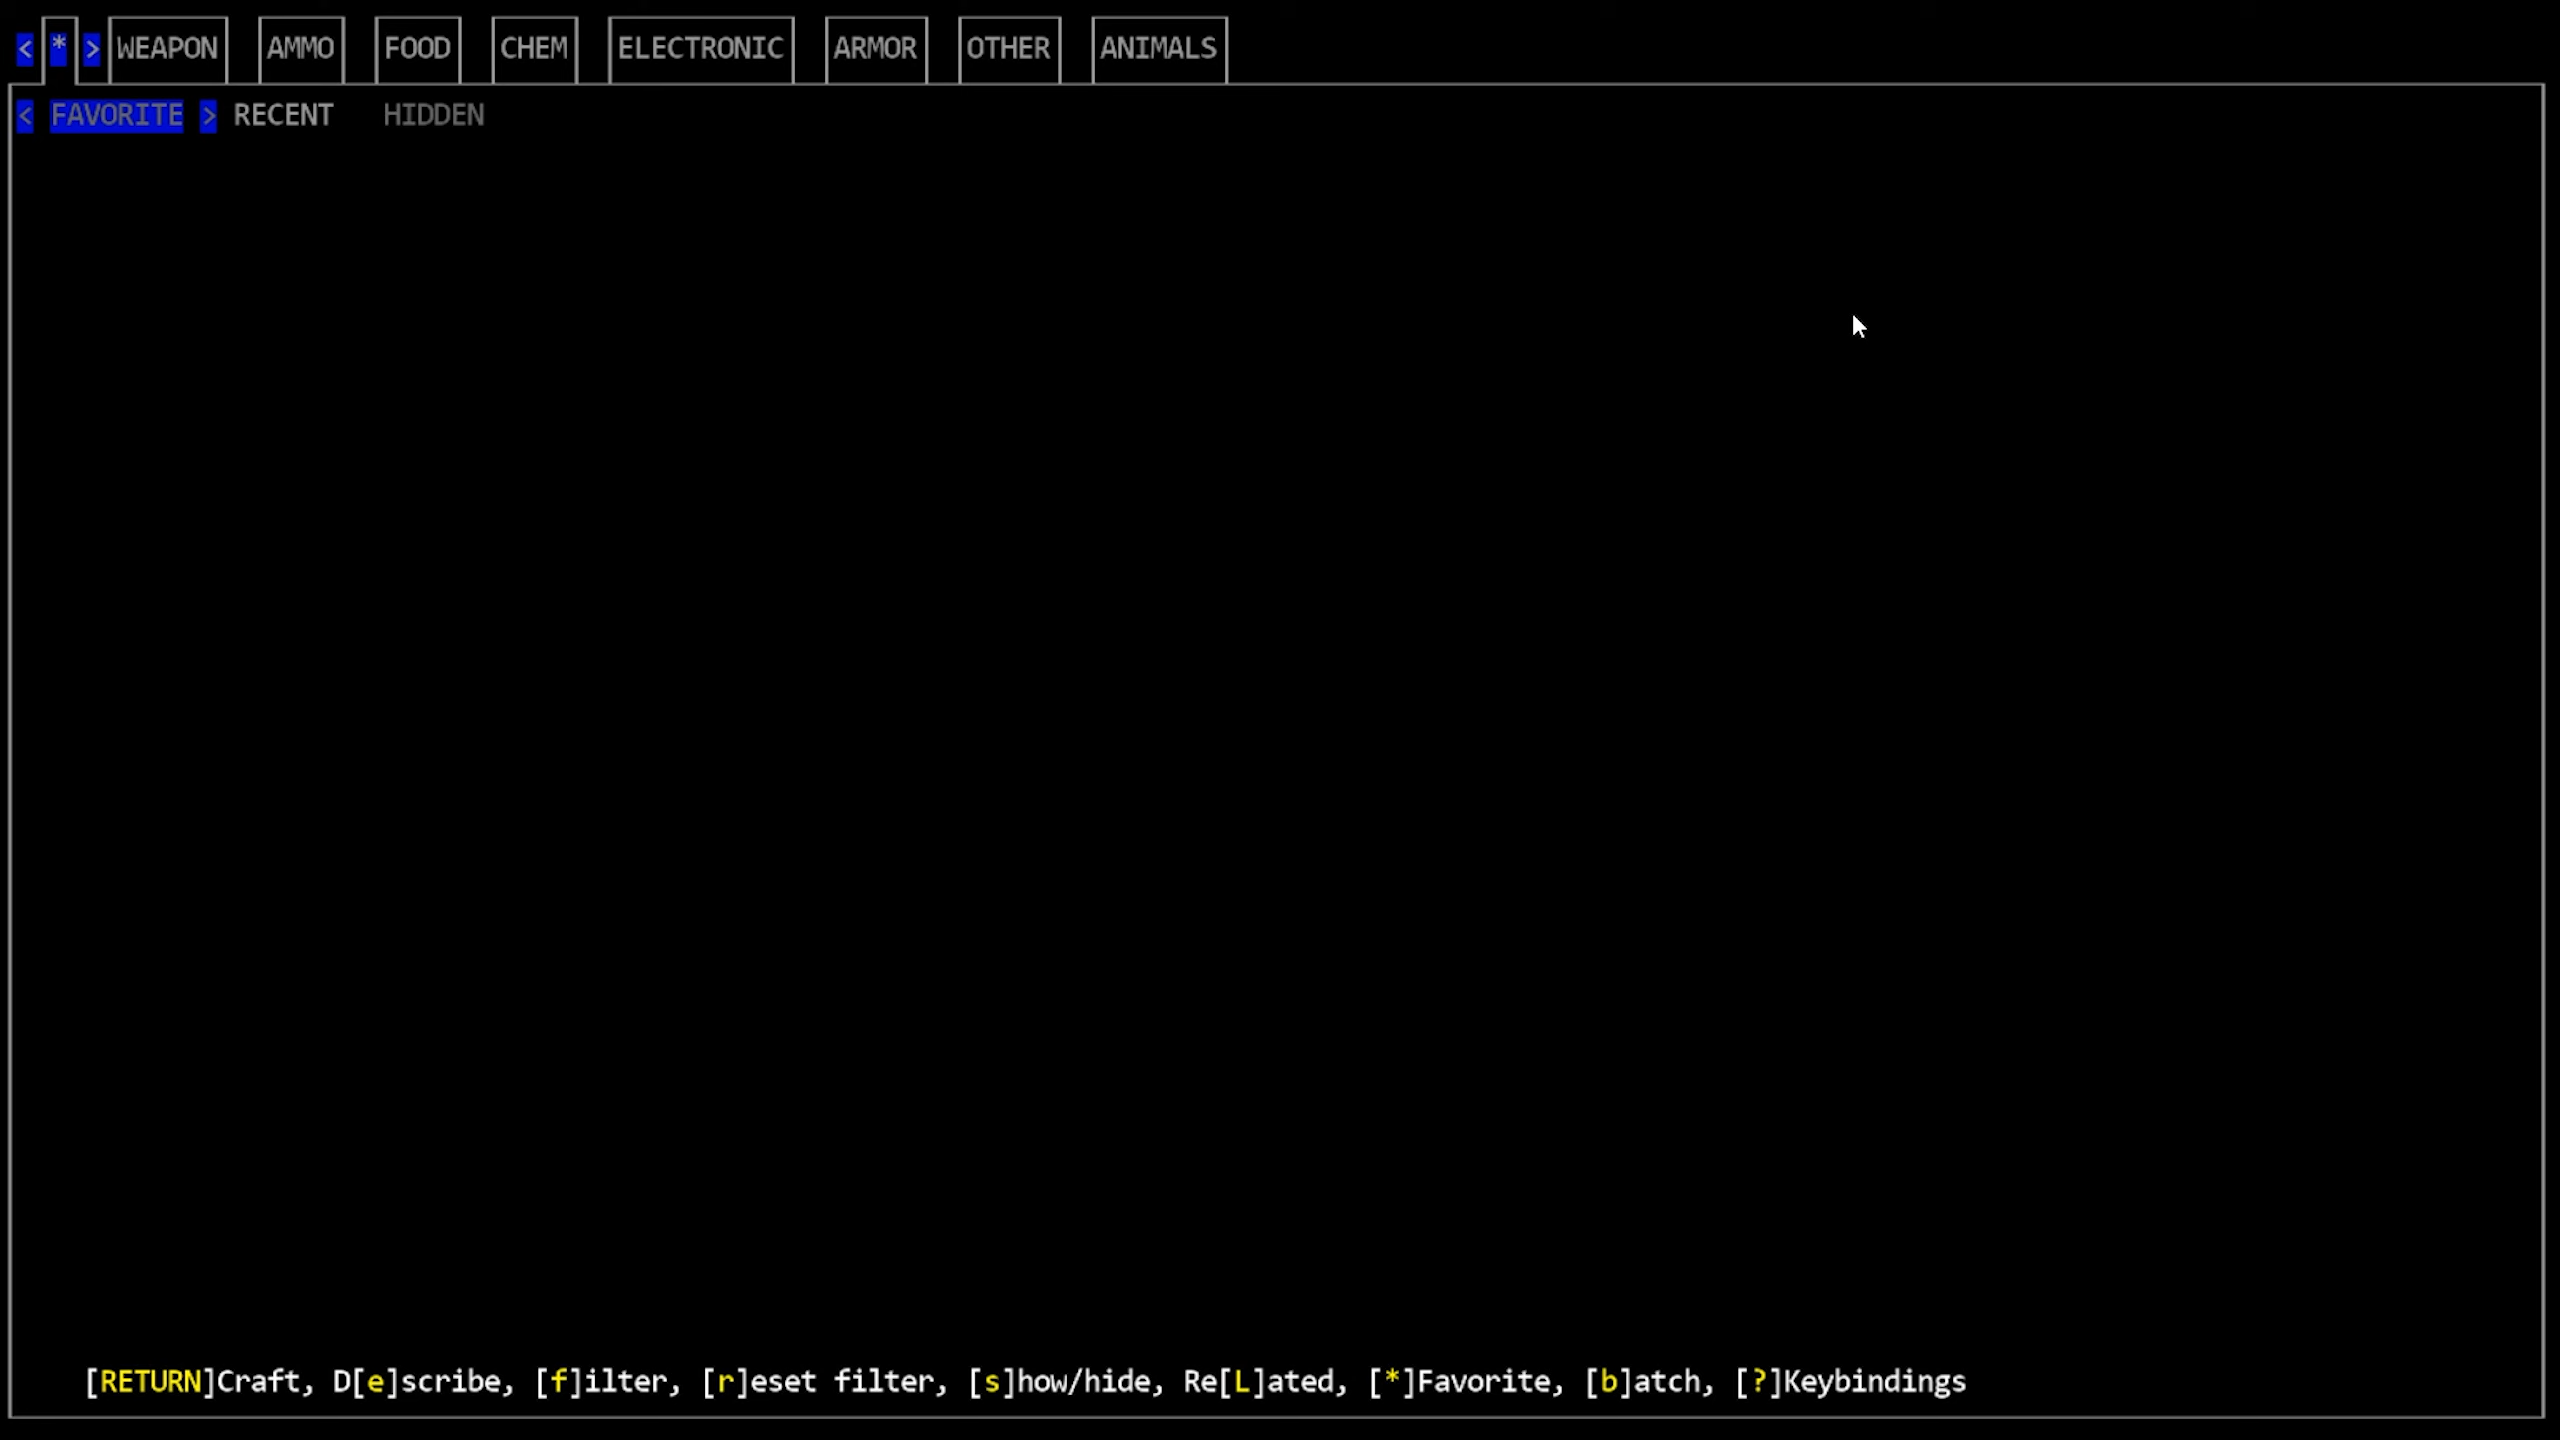 < * > WEAPON AMMO FOOD CHEM ELECTRONIC ARMOR OTHER ANIMALS
< FAVORITE > RECENT HIDDEN
[RETURN]Craft, D[e]scribe, [f]ilter, [r]eset filter, [s]how/hide, Re[L]ated, [*]Favorite, [b]atch, [?]Keybindings